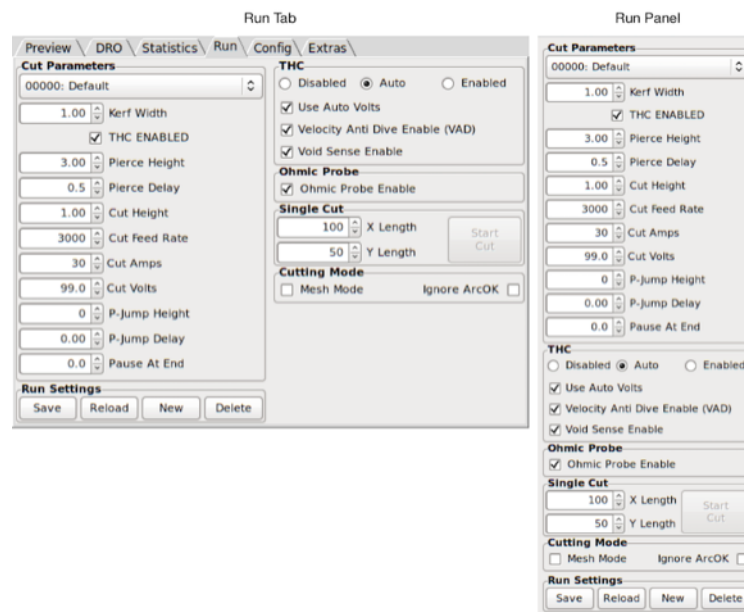 Run Tab
Preview DRO Statistics Run Config Extras
Cut Parameters
00000: Default
1.00 Kerf Width
THC ENABLED
3.00 Pierce Height
0.5 Pierce Delay
1.00 Cut Height
3000 Cut Feed Rate
30 Cut Amps
99.0 Cut Volts
0 P-Jump Height
0.00 P-Jump Delay
0.0 Pause At End
Run Settings
Save Reload New Delete
THC
Disabled Auto Enabled
Use Auto Volts
Velocity Anti Dive Enable (VAD)
Void Sense Enable
Ohmic Probe
Ohmic Probe Enable
Single Cut
100 X Length
50 Y Length
Start
Cut
Cutting Mode
Mesh Mode Ignore ArcOK
Run Panel
Cut Parameters
00000: Default
1.00 Kerf Width
THC ENABLED
3.00 Pierce Height
0.5 Pierce Delay
1.00 Cut Height
3000 Cut Feed Rate
30 Cut Amps
99.0 Cut Volts
0 P-Jump Height
0.00 P-Jump Delay
0.0 Pause At End
THC
Disabled Auto Enabled
Use Auto Volts
Velocity Anti Dive Enable (VAD)
Void Sense Enable
Ohmic Probe
Ohmic Probe Enable
Single Cut
100 X Length
50 Y Length
Start
Cut
Cutting Mode
Mesh Mode Ignore ArcOK
Run Settings
Save Reload New Delete